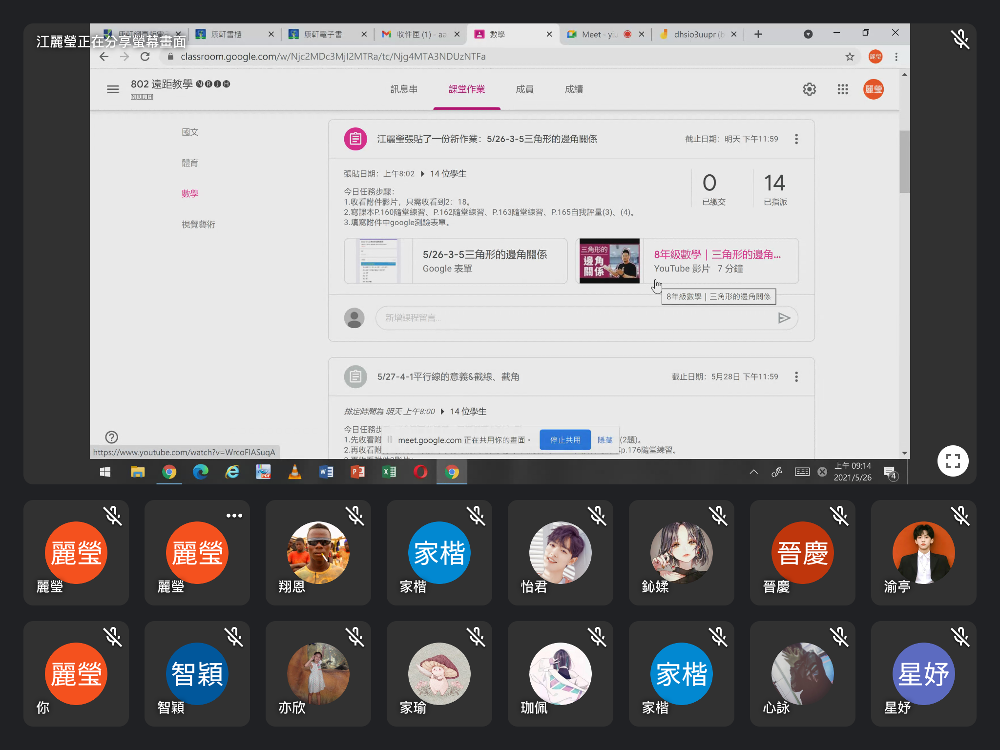 江麗瑩正在分享螢幕畫面
康軒書櫃
康軒電子書
收件匣 (1) - aa
數學
Meet - yiu
dhsio3uupr (b
classroom.google.com/w/Njc2MDc3MjI2MTRa/tc/Njg4MTA3NDUzNTFa
麗瑩
802 遠距教學 🅝🅡🅙🅗
🄽🅁🄹🄷
訊息串
課堂作業
成員
成績
麗瑩
國文
體育
數學
視覺藝術
江麗瑩張貼了一份新作業：5/26-3-5三角形的邊角關係
截止日期：明天 下午11:59
張貼日期：上午8:02
14 位學生
0
已繳交
14
已指派
今日任務步驟：
1.收看附件影片，只需收看到2：18。
2.寫課本P.160隨堂練習、P.162隨堂練習、P.163隨堂練習、P.165自我評量(3)、(4)。
3.填寫附件中google測驗表單。
5/26-3-5三角形的邊角關係
Google 表單
三角形的
邊角
關係
8年級數學 | 三角形的邊角...
YouTube 影片 7 分鐘
8年級數學 | 三角形的邊角關係
新增課程留言...
5/27-4-1平行線的意義&截線、截角
截止日期：5月28日 下午11:59
排定時間為 明天 上午8:00
14 位學生
今日任務步
1.先收看附
(2題)。
2.再收看附
p.176隨堂練習。
meet.google.com 正在共用你的畫面。
停止共用
隱藏
https://www.youtube.com/watch?v=WrcoFIASuqA
上午 09:14
2021/5/26
4
麗瑩
麗瑩
麗瑩
麗瑩
翔恩
家楷
家楷
怡君
鈊媃
晉慶
晉慶
渝亭
麗瑩
你
智穎
智穎
亦欣
家瑜
珈佩
家楷
家楷
心詠
星妤
星妤